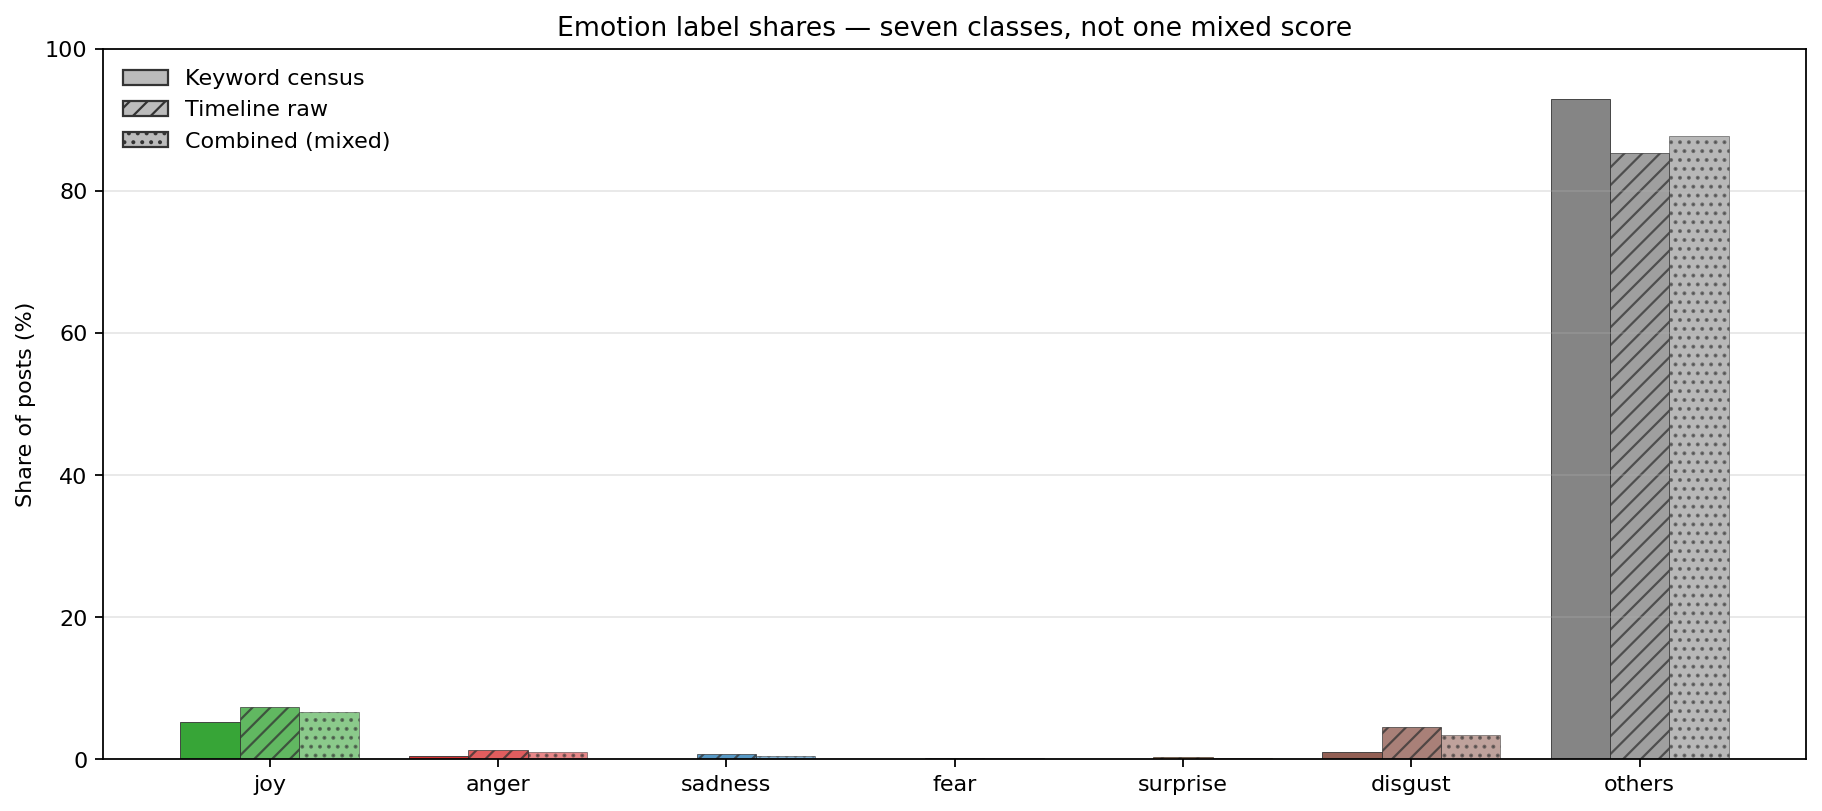 Emotion label shares — seven classes, not one mixed score
Keyword census
Timeline raw
Combined (mixed)
Share of posts (%)
100
80
60
40
20
0
joy anger sadness fear surprise disgust others